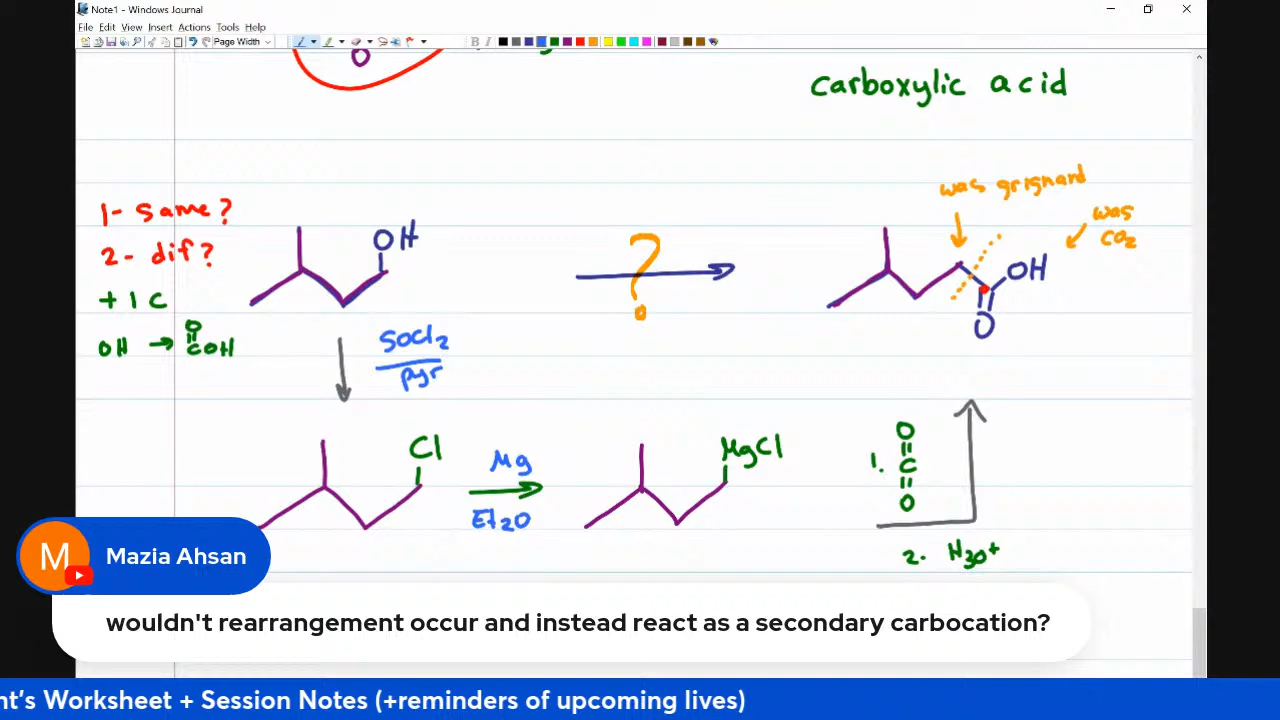 Note1 - Windows Journal
File Edit View Insert Actions Tools Help
Page Width
B I
O
carboxylic acid
1- same?
2- dif?
+ 1 C
OH → O
COH
OH
?
was grignard
was
CO2
OH
O
SOCl2
pyr
Cl
Mg
Et2O
MgCl
1. O
C
O
2. H3O+
M
Mazia Ahsan
wouldn't rearrangement occur and instead react as a secondary carbocation?
nt's Worksheet + Session Notes (+reminders of upcoming lives)